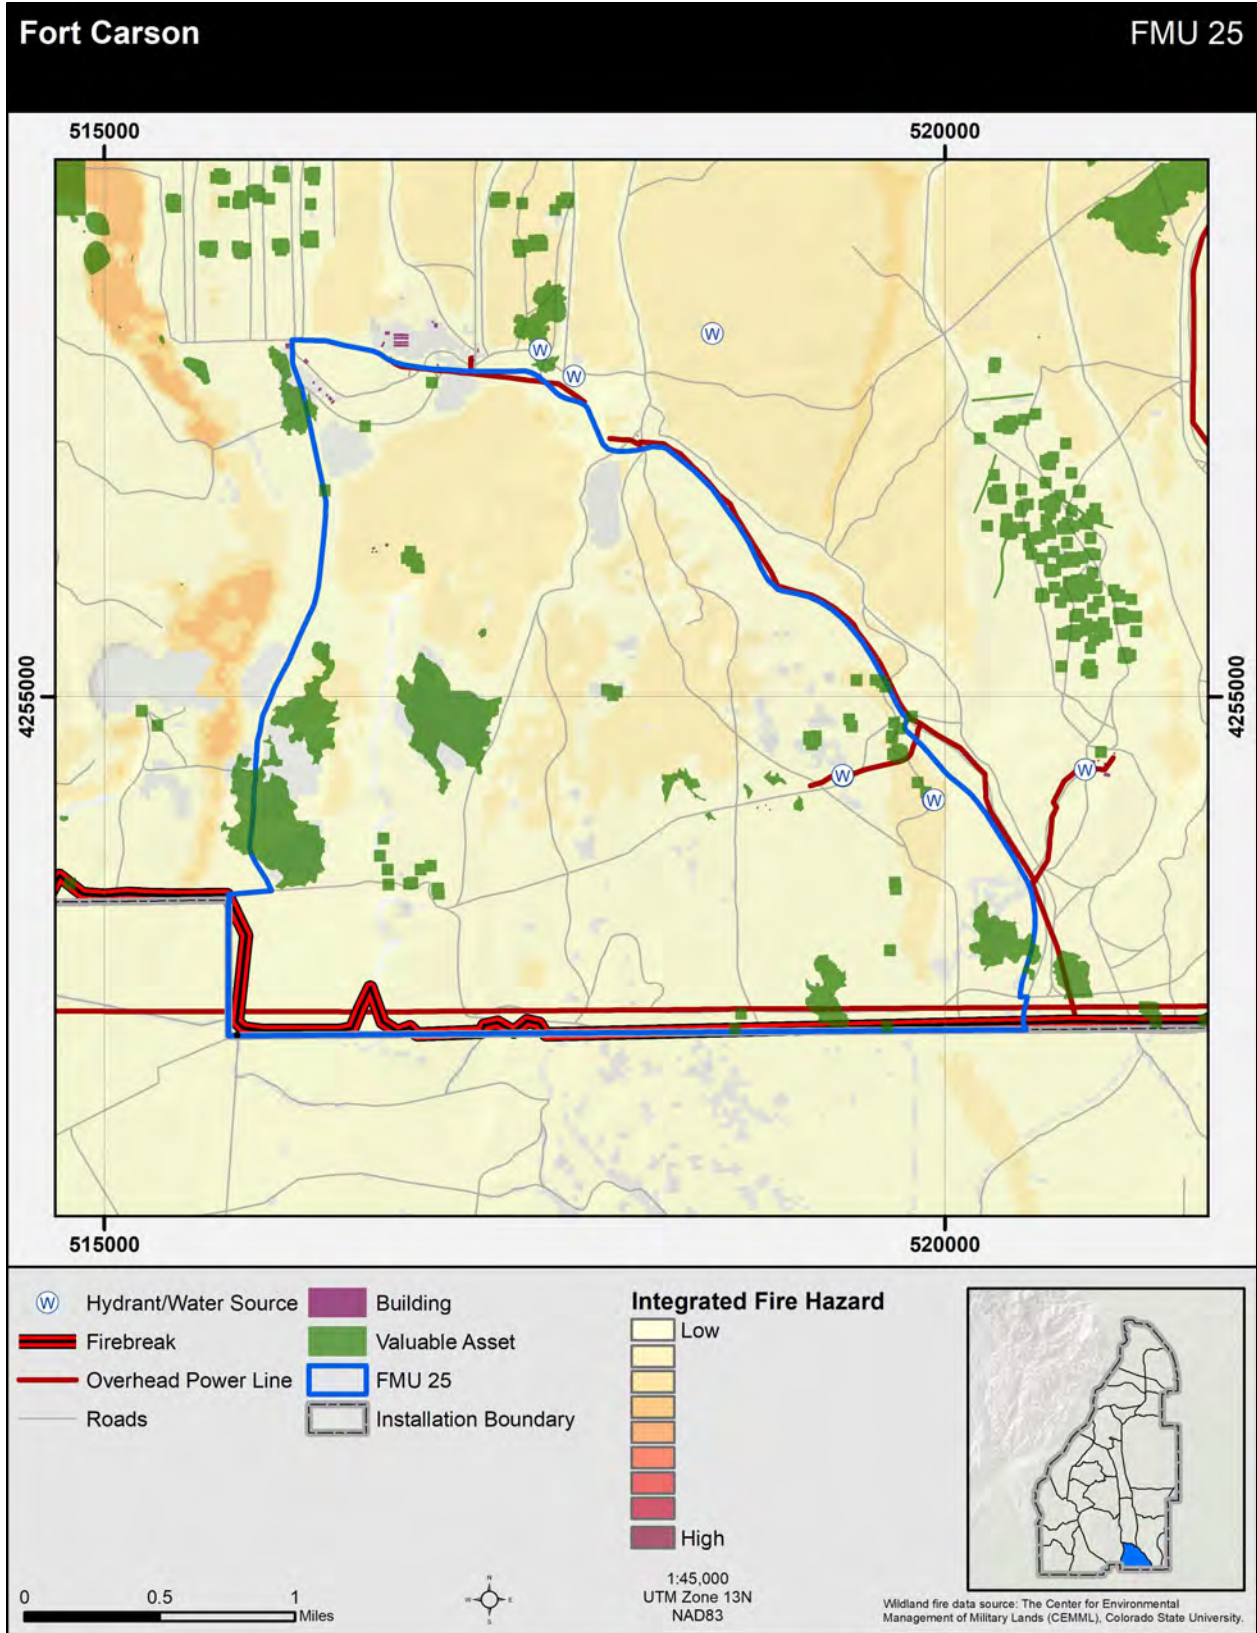 Fort Carson
FMU 25
515000
520000
W
W
W
4255000
4255000
W
W
W
515000
520000
W Hydrant/Water Source
Firebreak
Overhead Power Line
Roads
Building
Valuable Asset
FMU 25
Installation Boundary
Integrated Fire Hazard
Low
High
0 0.5 1
Miles
N
W E
S
1:45,000
UTM Zone 13N
NAD83
Wildland fire data source: The Center for Environmental
Management of Military Lands (CEMML), Colorado State University.